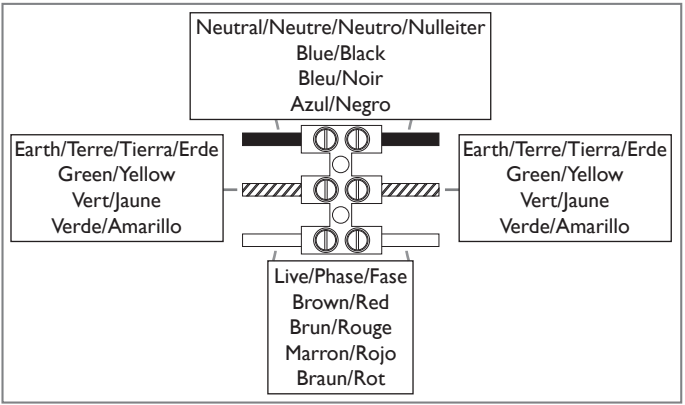 Neutral/Neutre/Neutro/Nulleiter
Blue/Black
Bleu/Noir
Azul/Negro
Earth/Terre/Tierra/Erde
Green/Yellow
Vert/Jaune
Verde/Amarillo
Earth/Terre/Tierra/Erde
Green/Yellow
Vert/Jaune
Verde/Amarillo
Live/Phase/Fase
Brown/Red
Brun/Rouge
Marron/Rojo
Braun/Rot